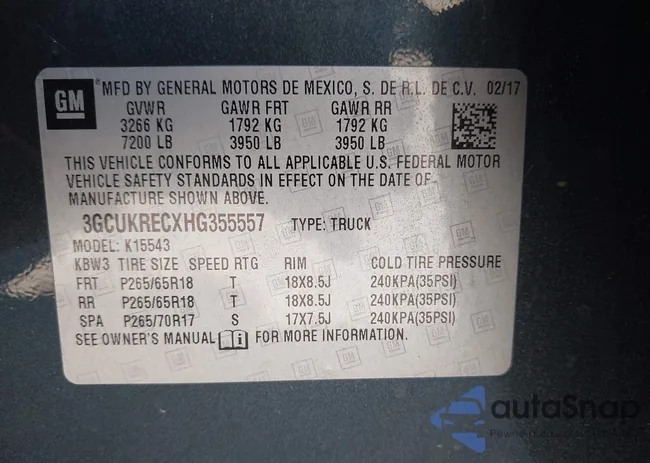 GM ® MFD BY GENERAL MOTORS DE MEXICO, S. DE R.L. DE C.V. 02/17
GVWR GAWR FRT GAWR RR
3266 KG 1792 KG 1792 KG
7200 LB 3950 LB 3950 LB
THIS VEHICLE CONFORMS TO ALL APPLICABLE U.S. FEDERAL MOTOR
VEHICLE SAFETY STANDARDS IN EFFECT ON THE DATE OF
MANUFACTURE SHOWN ABOVE.
3GCUKRECXHG355557 TYPE: TRUCK
MODEL: K15543
KBW3 TIRE SIZE SPEED RTG RIM COLD TIRE PRESSURE
FRT P265/65R18 T 18X8.5J 240KPA(35PSI)
RR P265/65R18 T 18X8.5J 240KPA(35PSI)
SPA P265/70R17 S 17X7.5J 240KPA(35PSI)
SEE OWNER'S MANUAL i FOR MORE INFORMATION.
autoSnap